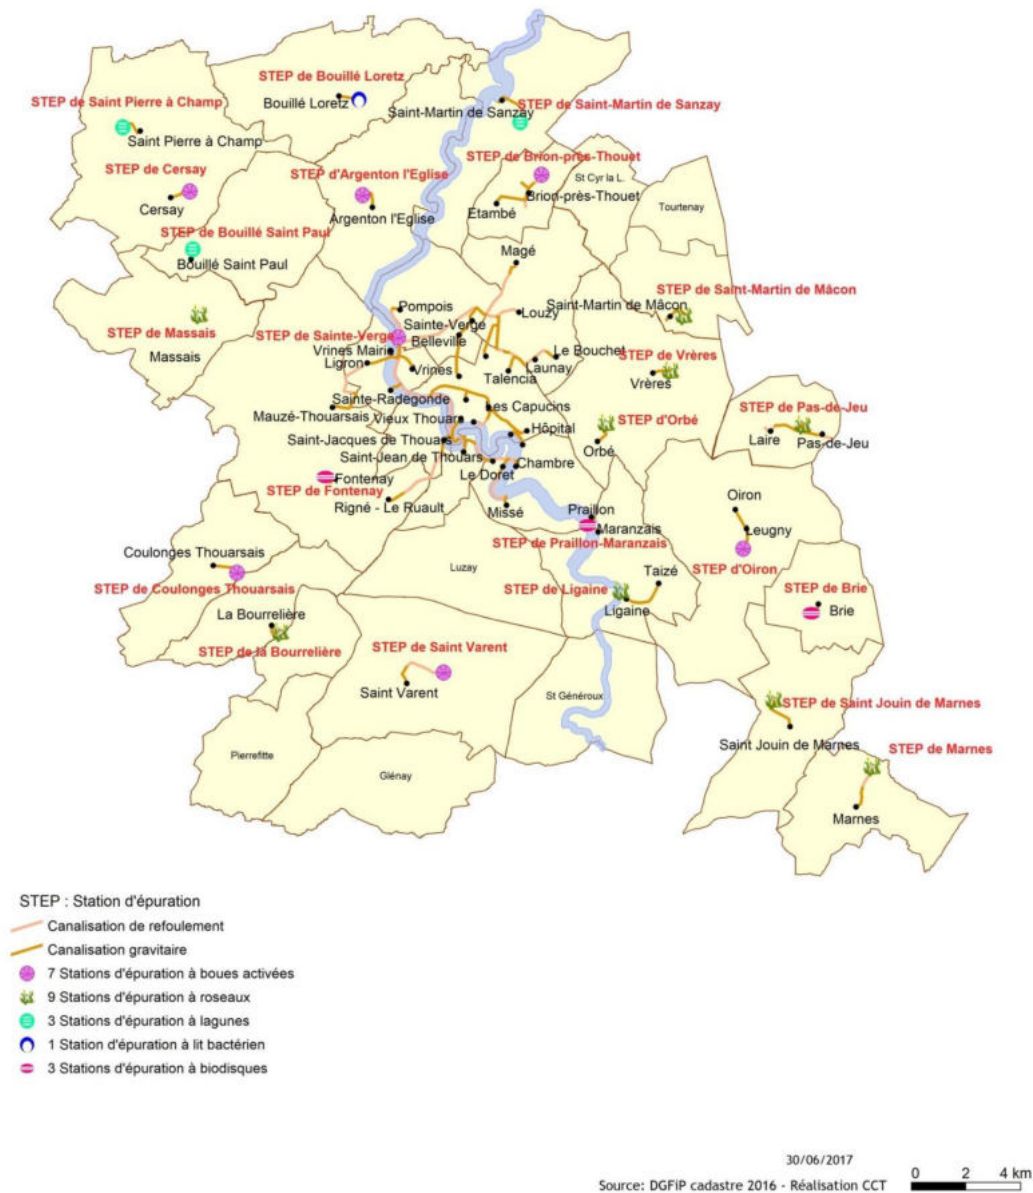 STEP de Bouillé Loretz
Bouillé Loretz
STEP de Saint Pierre à Champ
Saint Pierre à Champ
Saint-Martin de Sanzay
STEP de Saint-Martin de Sanzay
STEP de Cersay
Cersay
STEP d'Argenton l'Eglise
Argenton l'Eglise
STEP de Brion-près-Thouet
Brion-près-Thouet
Etambé
St Cyr la L.
Tourtenay
STEP de Bouillé Saint Paul
Bouillé Saint Paul
Magé
STEP de Massais
Massais
Pompois
Sainte-Verge
Louzy
Saint-Martin de Mâcon
STEP de Saint-Martin de Mâcon
STEP de Sainte-Verge
Belleville
Vrines Mairie
Ligron
Vrines
Talencia
Launay
Le Bouchet
STEP de Vrères
Vrères
Sainte-Radegonde
Mauzé-Thouarsais
Vieux Thouars
Les Capucins
Hôpital
STEP d'Orbé
Orbé
STEP de Pas-de-Jeu
Laire
Pas-de-Jeu
Saint-Jacques de Thouars
Saint-Jean de Thouars
Le Doret
Chambre
Fontenay
STEP de Fontenay
Rigné - Le Ruault
Missé
Praillon
Maranzais
STEP de Praillon-Maranzais
Oiron
Leugny
STEP d'Oiron
Coulonges Thouarsais
STEP de Coulonges Thouarsais
Luzay
STEP de Ligaine
Ligaine
Taizé
STEP de Brie
Brie
La Bourrelière
STEP de la Bourrelière
STEP de Saint Varent
Saint Varent
St Généroux
STEP de Saint Jouin de Marnes
Saint Jouin de Marnes
STEP de Marnes
Marnes
Pierrefitte
Glénay
STEP : Station d'épuration
Canalisation de refoulement
Canalisation gravitaire
7 Stations d'épuration à boues activées
9 Stations d'épuration à roseaux
3 Stations d'épuration à lagunes
1 Station d'épuration à lit bactérien
3 Stations d'épuration à biodisques
30/06/2017
Source: DGFiP cadastre 2016 - Réalisation CCT
0 2 4 km